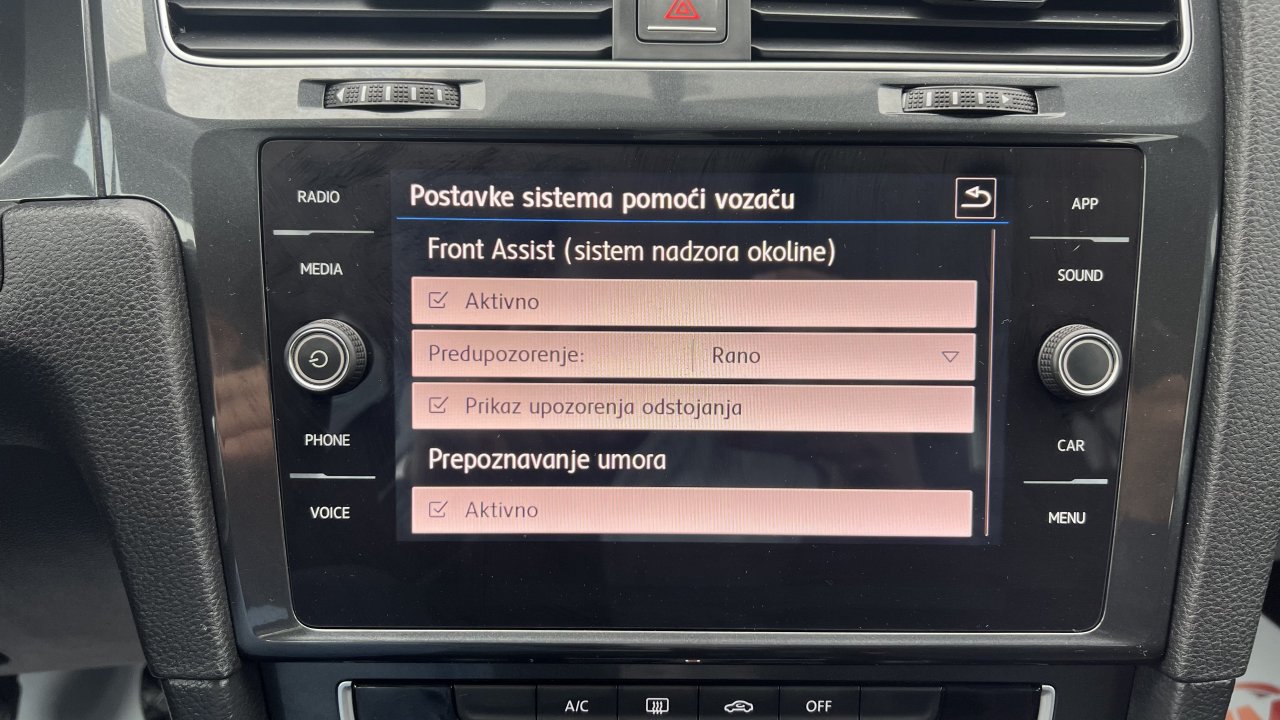 RADIO
MEDIA
PHONE
VOICE
Postavke sistema pomoći vozaču
Front Assist (sistem nadzora okoline)
Aktivno
Predupozorenje: Rano
Prikaz upozorenja odstojanja
Prepoznavanje umora
Aktivno
APP
SOUND
CAR
MENU
A/C
OFF